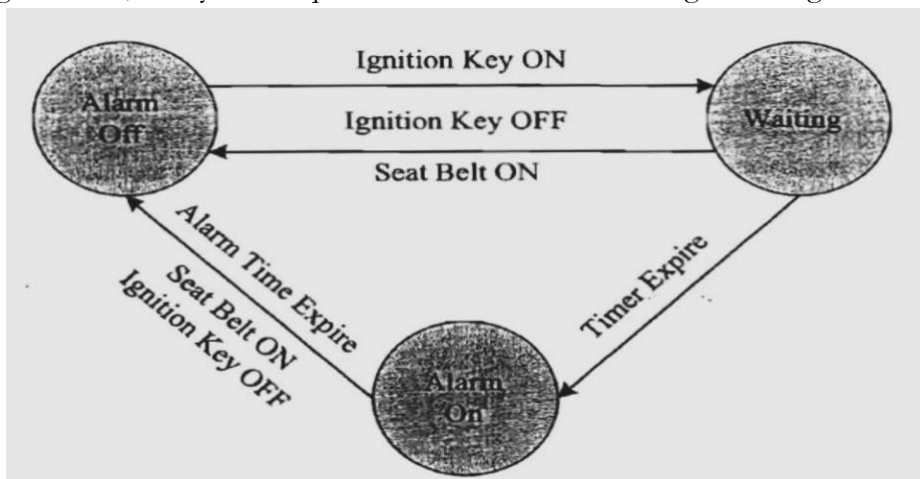 Ignition Key ON
Alarm
Off
Ignition Key OFF
Waiting
Seat Belt ON
Alarm Time Expire
Seat Belt ON
Ignition Key OFF
Timer Expire
Alarm
On